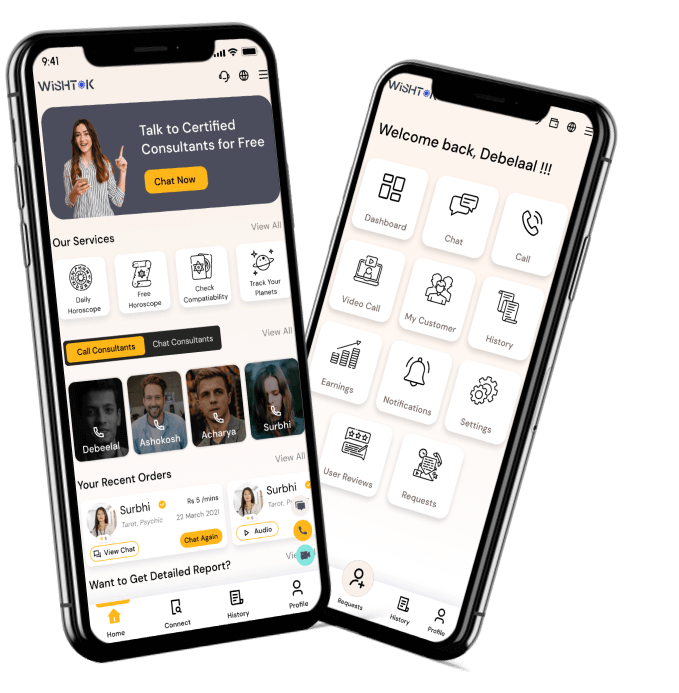 9:41
WiSHTOK
Talk to Certified
Consultants for Free
Chat Now
Our Services
View All
Daily
Horoscope
Free
Horoscope
Check
Compatiability
Track Your
Planets
Call Consultants
Chat Consultants
View All
Debeelal
Ashokosh
Acharya
Surbhi
Your Recent Orders
View All
Surbhi
Rs 5 /mins
Tarot, Psychic
22 March 2021
View Chat
Chat Again
Surbhi
Tarot,
Audio
Want to Get Detailed Report?
Home
Connect
History
Profile
WiSHTOK
Welcome back, Debelaal !!!
Dashboard
Chat
Call
Video Call
My Customer
History
Earnings
Notifications
Settings
User Reviews
Requests
Requests
History
Profile